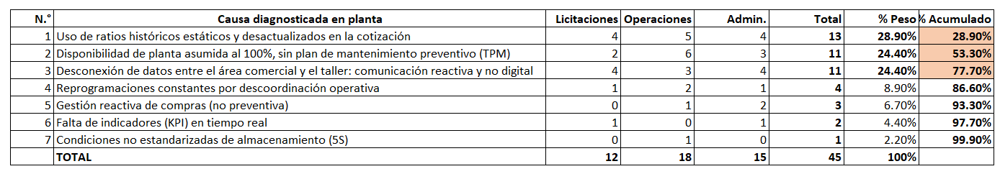 N.° Causa diagnosticada en planta Licitaciones Operaciones Admin. Total % Peso % Acumulado
1 Uso de ratios históricos estáticos y desactualizados en la cotización 4 5 4 13 28.90% 28.90%
2 Disponibilidad de planta asumida al 100%, sin plan de mantenimiento preventivo (TPM) 2 6 3 11 24.40% 53.30%
3 Desconexión de datos entre el área comercial y el taller: comunicación reactiva y no digital 4 3 4 11 24.40% 77.70%
4 Reprogramaciones constantes por descoordinación operativa 1 2 1 4 8.90% 86.60%
5 Gestión reactiva de compras (no preventiva) 0 1 2 3 6.70% 93.30%
6 Falta de indicadores (KPI) en tiempo real 1 0 1 2 4.40% 97.70%
7 Condiciones no estandarizadas de almacenamiento (5S) 0 1 0 1 2.20% 99.90%
TOTAL 12 18 15 45 100%